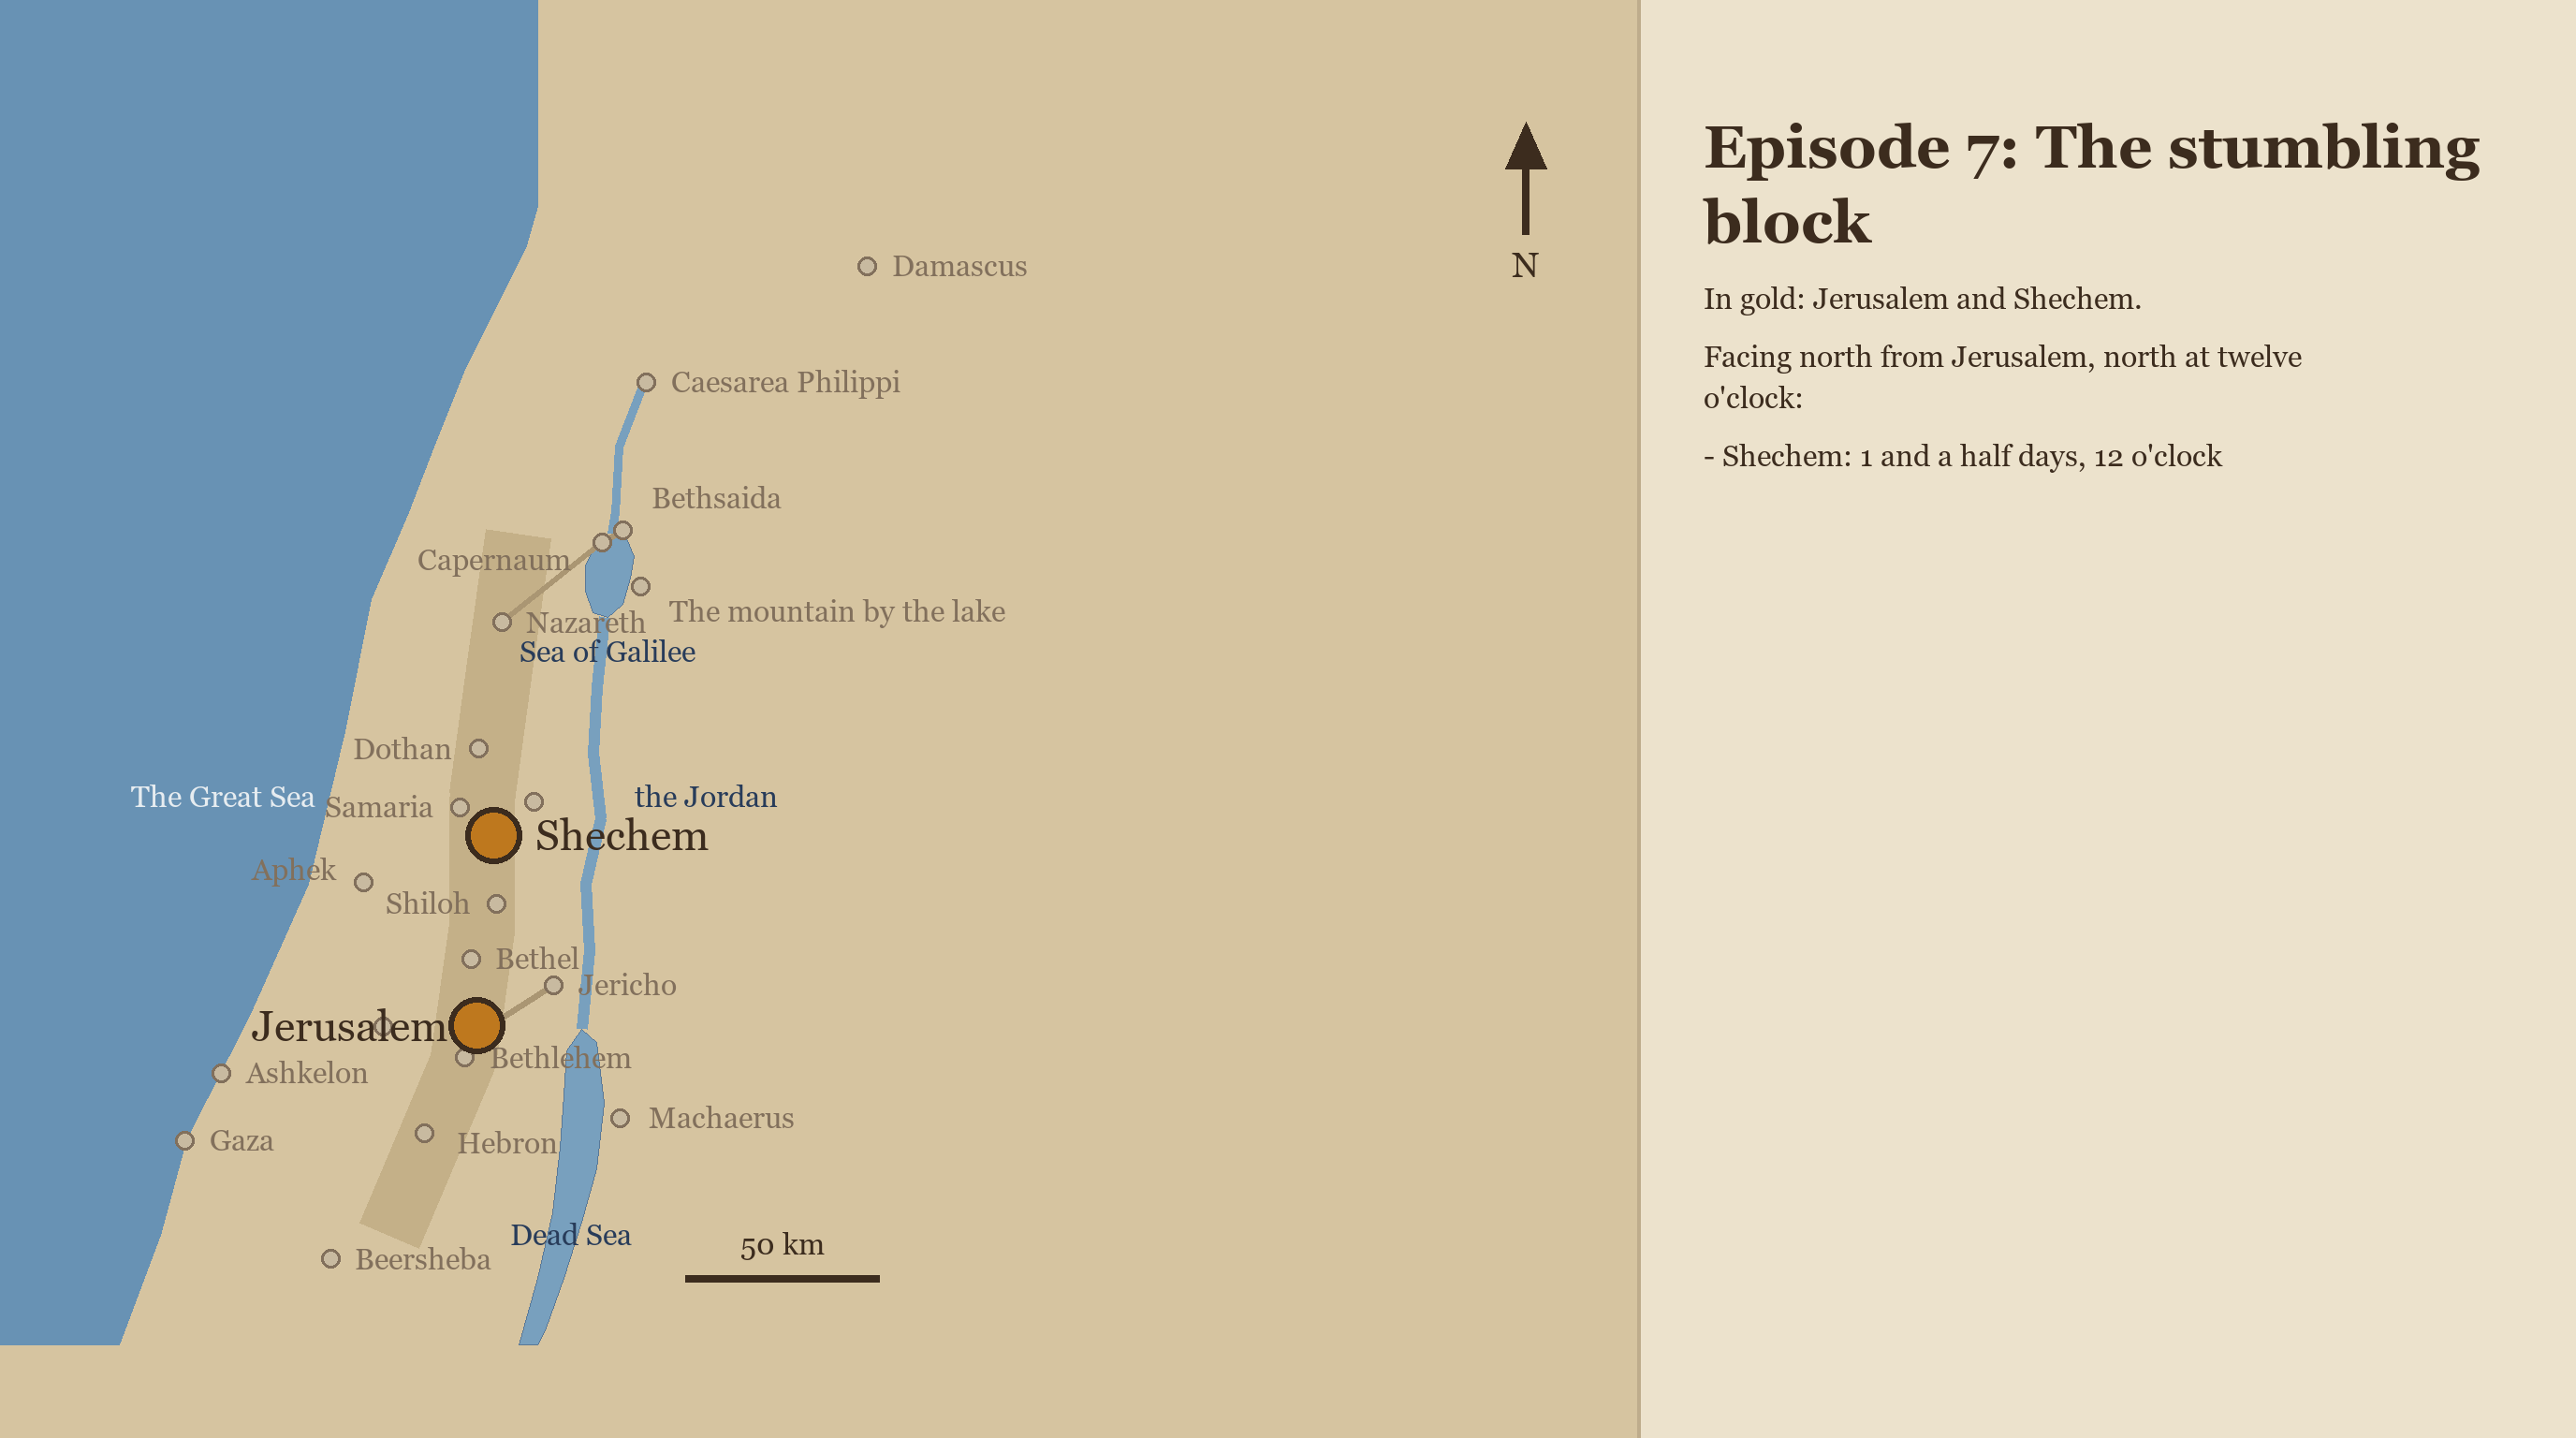 Episode 7: The stumbling
block
In gold: Jerusalem and Shechem.
Facing north from Jerusalem, north at twelve
o'clock:
- Shechem: 1 and a half days, 12 o'clock
N
Damascus
Caesarea Philippi
Bethsaida
Capernaum
The mountain by the lake
Nazareth
Sea of Galilee
Dothan
The Great Sea
Samaria
the Jordan
Shechem
Aphek
Shiloh
Bethel
Jericho
Jerusalem
Bethlehem
Ashkelon
Machaerus
Gaza
Hebron
Dead Sea
50 km
Beersheba